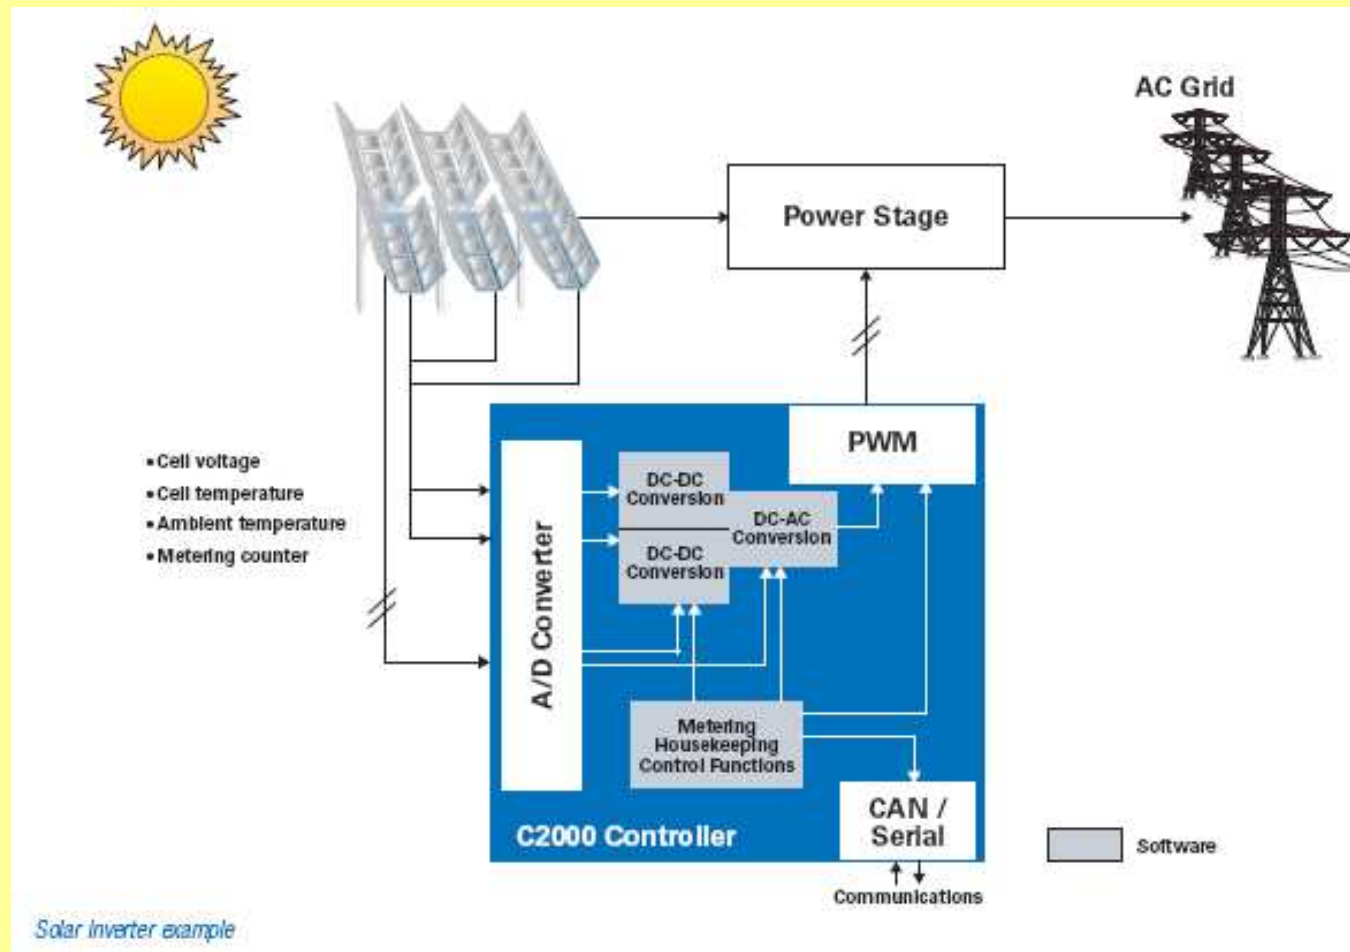 AC Grid
Power Stage
PWM
• Cell voltage
• Cell temperature
• Ambient temperature
• Metering counter
A/D Converter
DC-DC
Conversion
DC-AC
Conversion
DC-DC
Conversion
Metering
Housekeeping
Control Functions
CAN /
Serial
C2000 Controller
Software
Communications
Solar Inverter example